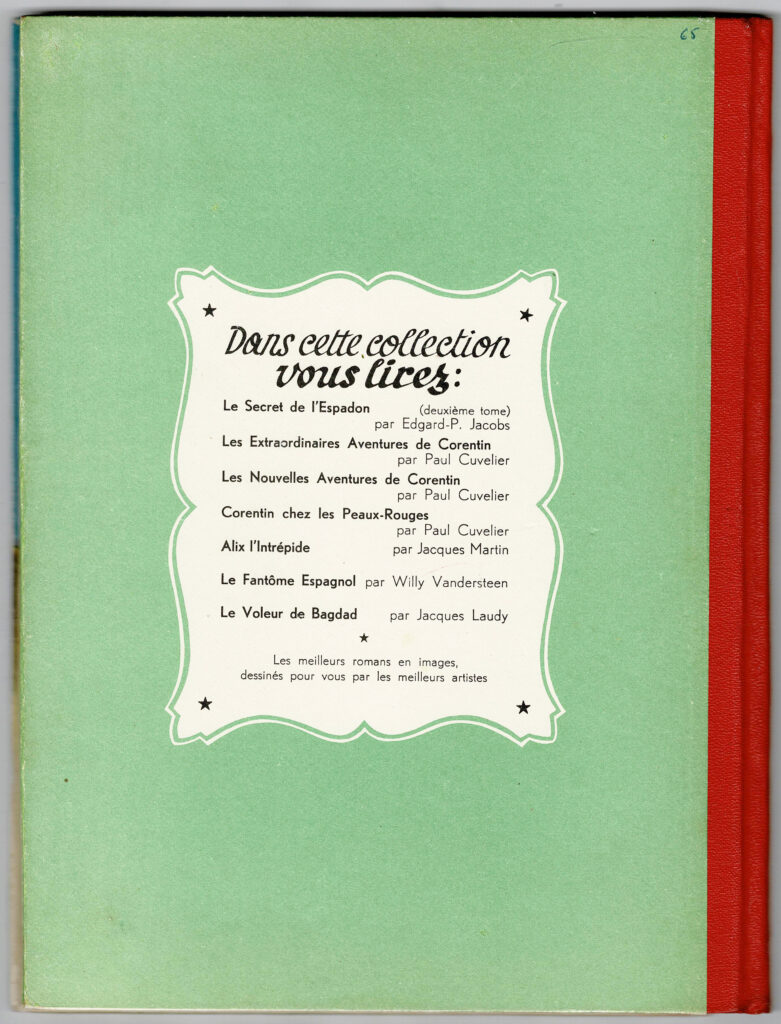 65
Dans cette collection
vous lirez:
Le Secret de l'Espadon (deuxième tome)
par Edgard-P. Jacobs
Les Extraordinaires Aventures de Corentin
par Paul Cuvelier
Les Nouvelles Aventures de Corentin
par Paul Cuvelier
Corentin chez les Peaux-Rouges
par Paul Cuvelier
Alix l'Intrépide par Jacques Martin
Le Fantôme Espagnol par Willy Vandersteen
Le Voleur de Bagdad par Jacques Laudy
Les meilleurs romans en images,
dessinés pour vous par les meilleurs artistes